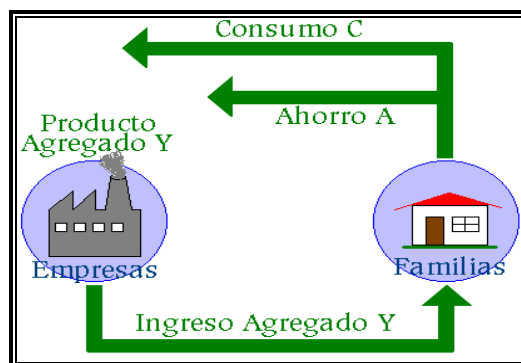 Consumo C
Ahorro A
Producto
Agregado Y
Empresas
Familias
Ingreso Agregado Y